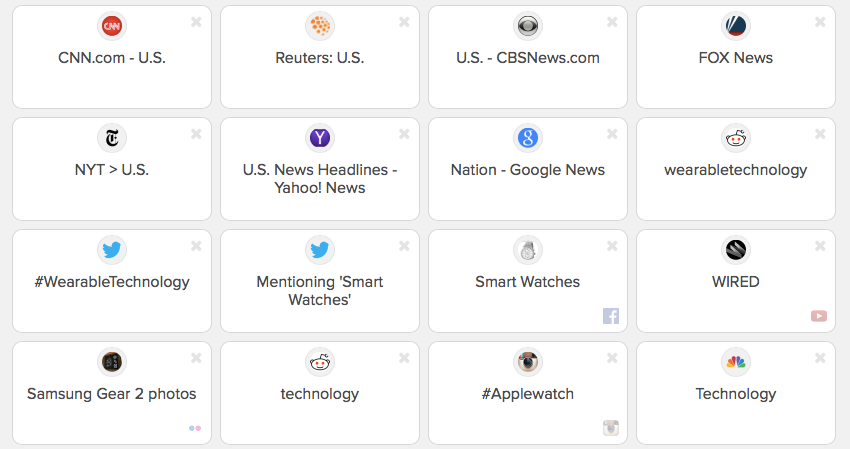 CNN
CNN.com - U.S.
Reuters: U.S.
U.S. - CBSNews.com
FOX News
NYT > U.S.
U.S. News Headlines -
Yahoo! News
Nation - Google News
wearabletechnology
#WearableTechnology
Mentioning 'Smart
Watches'
Smart Watches
WIRED
Samsung Gear 2 photos
technology
#Applewatch
Technology